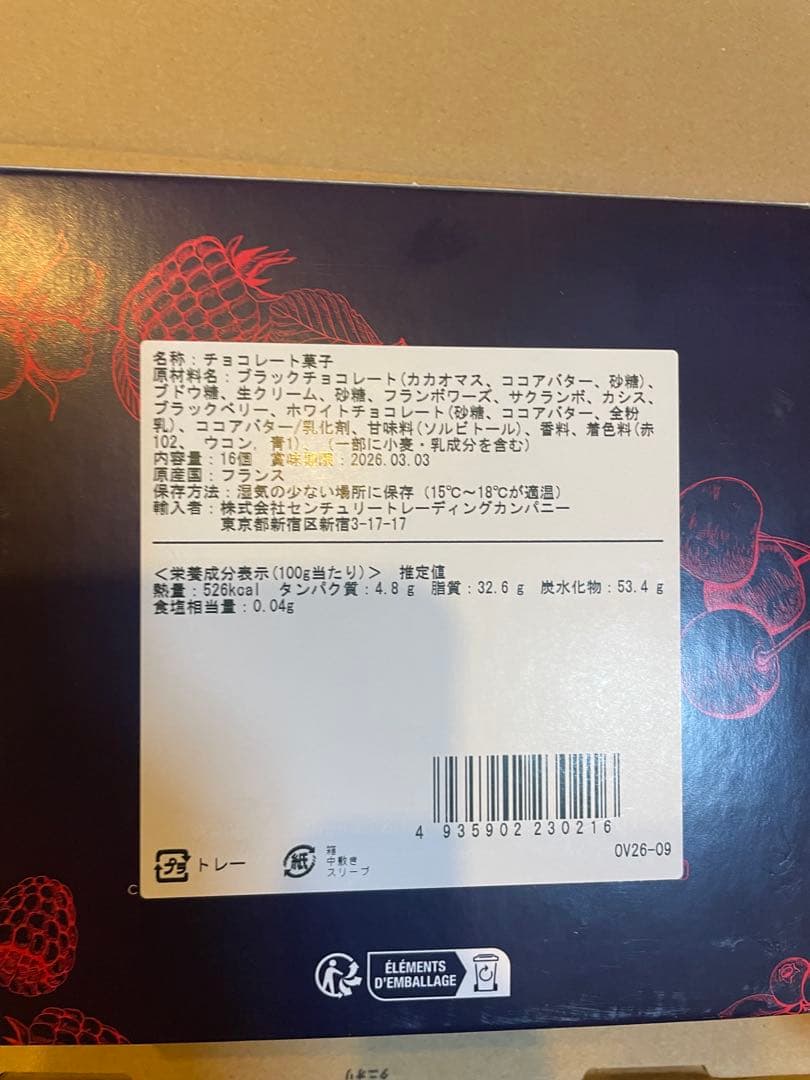 名称：チョコレート菓子
原材料名：ブラックチョコレート(カカオマス、ココアバター、砂糖)、
ブドウ糖、生クリーム、砂糖、フランボワーズ、サクランボ、カシス、
ブラックベリー、ホワイトチョコレート(砂糖、ココアバター、全粉
乳)、ココアバター/乳化剤、甘味料(ソルビトール)、香料、着色料(赤
102、 ウコン、青1)、 (一部に小麦・乳成分を含む)
内容量：16個 賞味期限：2026.03.03
原産国：フランス
保存方法：湿気の少ない場所に保存 (15℃～18℃が適温)
輸入者：株式会社センチュリートレーディングカンパニー
東京都新宿区新宿3-17-17
＜栄養成分表示(100g当たり)＞ 推定値
熱量：526kcal タンパク質：4.8 g 脂質：32.6 g 炭水化物：53.4 g
食塩相当量：0.04g
4 935902 230216
OV26-09
プラ トレー
紙 箱
中敷き
スリーブ
C
ÉLÉMENTS
D'EMBALLAGE